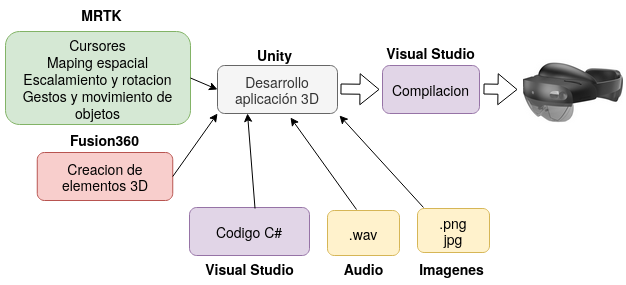 MRTK
Cursores
Maping espacial
Escalamiento y rotacion
Gestos y movimiento de
objetos
Unity
Desarrollo
aplicación 3D
Visual Studio
Compilacion
Fusion360
Creacion de
elementos 3D
Codigo C#
Visual Studio
.wav
Audio
.png
jpg
Imagenes